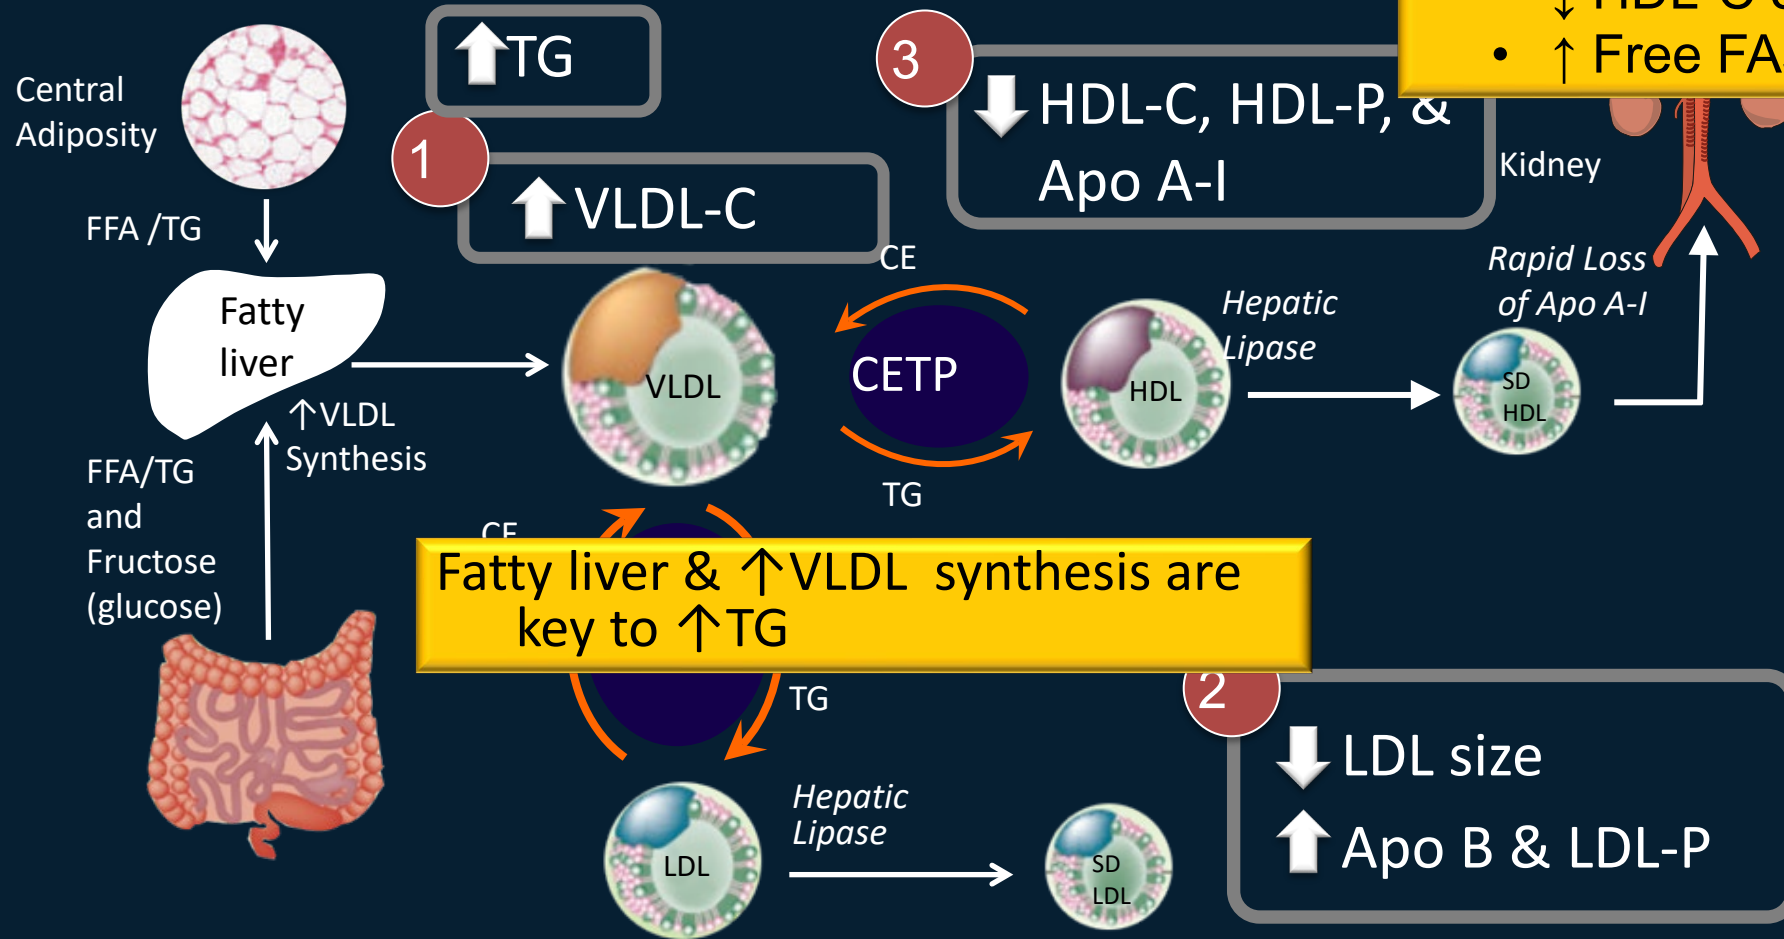 ↓ HDL-C
• ↑ Free FAs
↑TG
3
↓ HDL-C, HDL-P, &
Apo A-I
Central
Adiposity
1
↑ VLDL-C
Kidney
FFA /TG
CE
Rapid Loss
of Apo A-I
Hepatic
Lipase
Fatty
liver
VLDL
CETP
HDL
SD
HDL
↑VLDL
Synthesis
TG
FFA/TG
and
Fructose
(glucose)
CE
Fatty liver & ↑VLDL synthesis are
key to ↑TG
TG
2
↓ LDL size
↑ Apo B & LDL-P
Hepatic
Lipase
LDL
SD
LDL